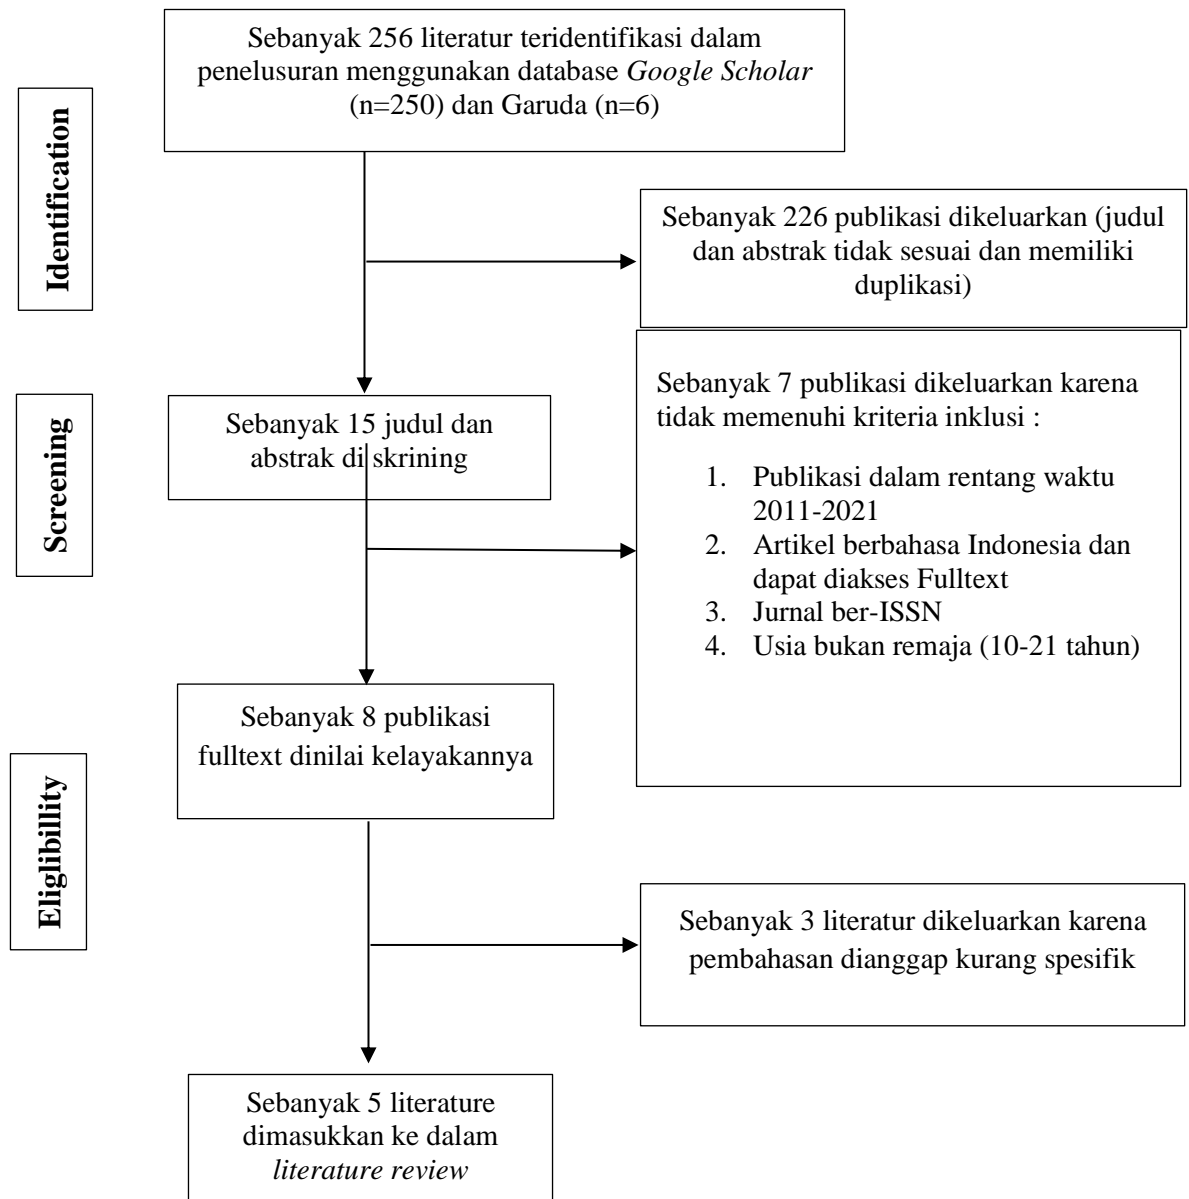 Sebanyak 256 literatur teridentifikasi dalam
penelusuran menggunakan database Google Scholar
(n=250) dan Garuda (n=6)
Identification
Sebanyak 226 publikasi dikeluarkan (judul
dan abstrak tidak sesuai dan memiliki
duplikasi)
Screening
Sebanyak 15 judul dan
abstrak di skrining
Sebanyak 7 publikasi dikeluarkan karena
tidak memenuhi kriteria inklusi :
1. Publikasi dalam rentang waktu
2011-2021
2. Artikel berbahasa Indonesia dan
dapat diakses Fulltext
3. Jurnal ber-ISSN
4. Usia bukan remaja (10-21 tahun)
Sebanyak 8 publikasi
fulltext dinilai kelayakannya
Eliglibillity
Sebanyak 3 literatur dikeluarkan karena
pembahasan dianggap kurang spesifik
Sebanyak 5 literature
dimasukkan ke dalam
literature review